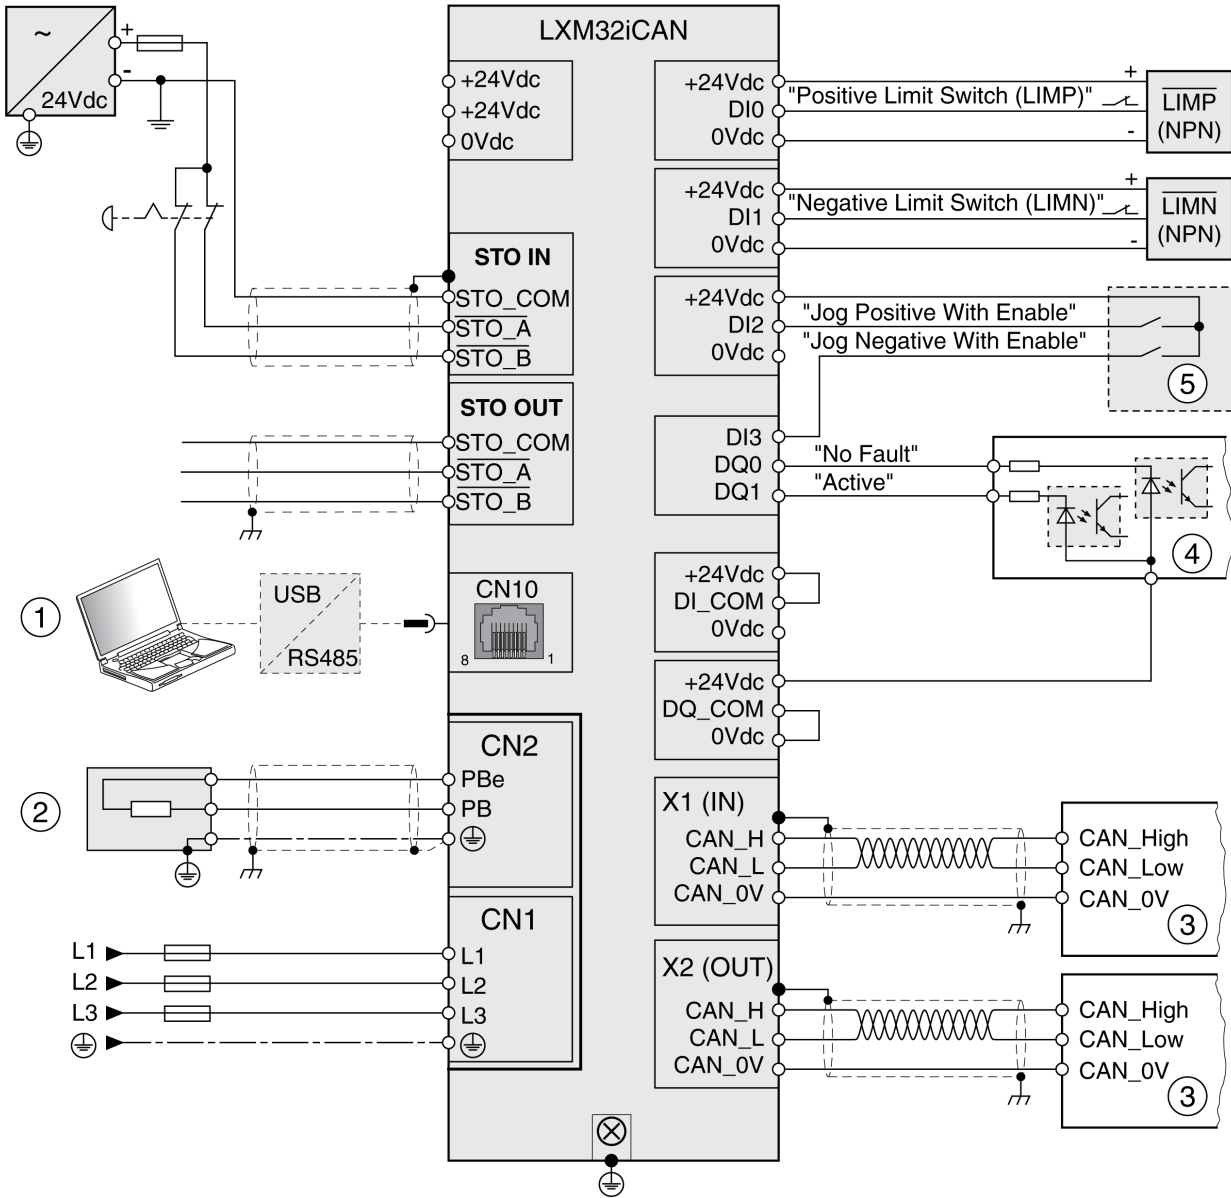 LXM32iCAN
~
+
-
24Vdc
+24Vdc
+24Vdc
0Vdc
STO IN
STO_COM
STO_A
STO_B
STO OUT
STO_COM
STO_A
STO_B
1
USB
RS485
CN10
8
1
2
CN2
PBe
PB
CN1
L1
L2
L3
L1
L2
L3
+24Vdc
DI0
0Vdc
"Positive Limit Switch (LIMP)"
+
-
LIMP
(NPN)
+24Vdc
DI1
0Vdc
"Negative Limit Switch (LIMN)"
+
-
LIMN
(NPN)
+24Vdc
DI2
0Vdc
"Jog Positive With Enable"
"Jog Negative With Enable"
5
DI3
DQ0
DQ1
"No Fault"
"Active"
4
+24Vdc
DI_COM
0Vdc
+24Vdc
DQ_COM
0Vdc
X1 (IN)
CAN_H
CAN_L
CAN_0V
CAN_High
CAN_Low
CAN_0V
3
X2 (OUT)
CAN_H
CAN_L
CAN_0V
CAN_High
CAN_Low
CAN_0V
3